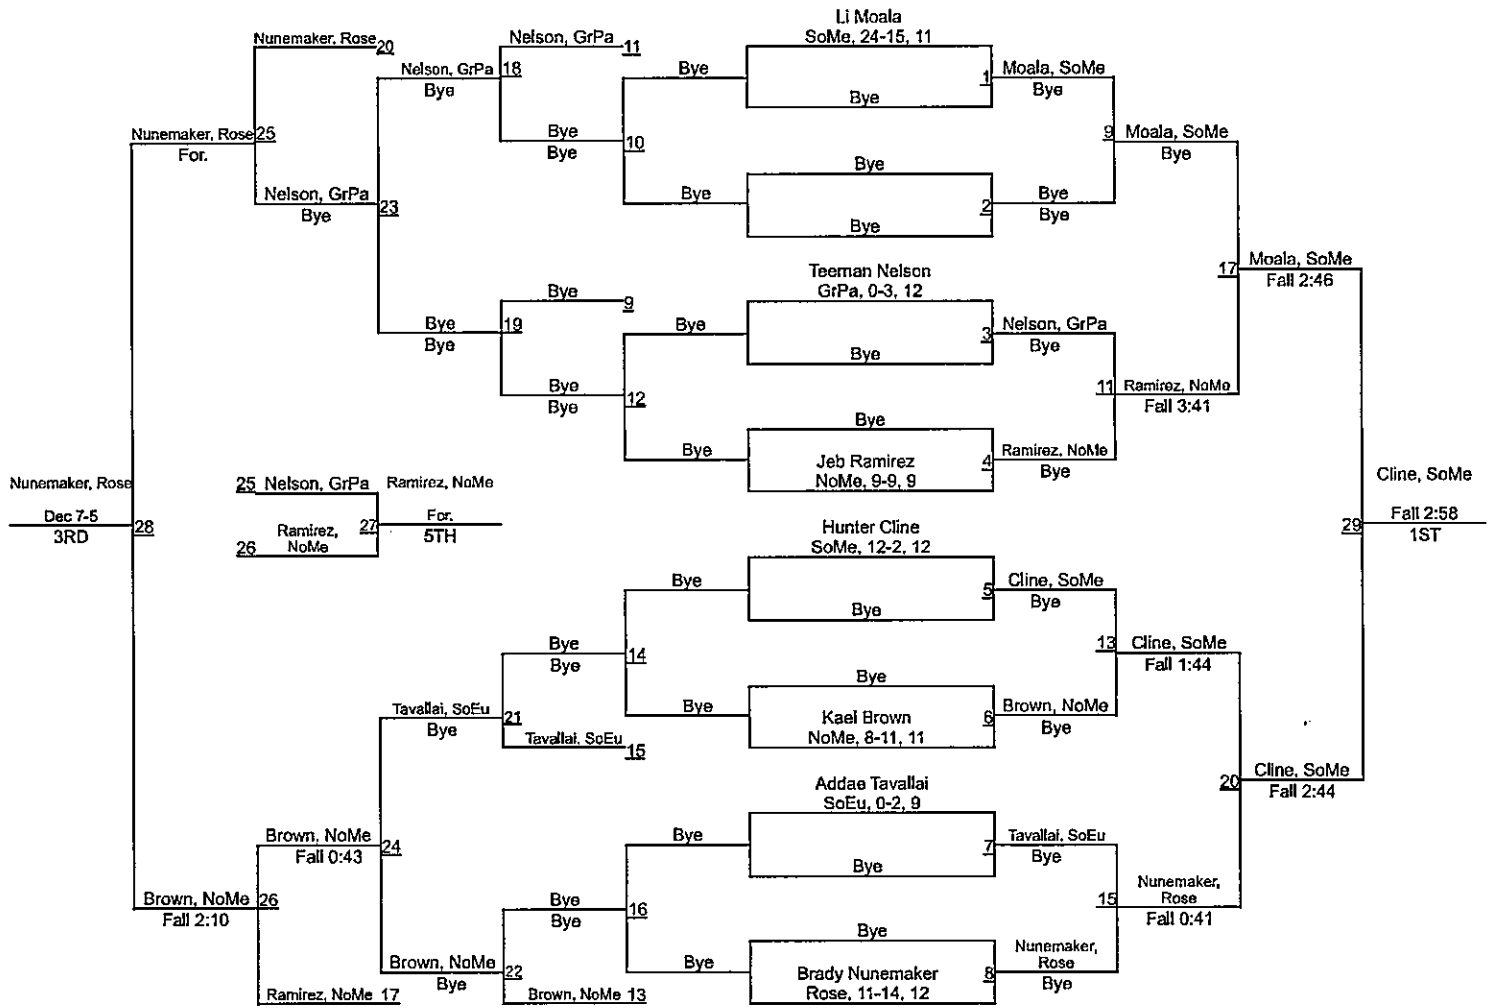 Li Moala
SoMe, 24-15, 11
Nunemaker, Rose 20
Nelson, GrPa 11
Nelson, GrPa 18
Bye
Bye
1 Moala, SoMe
Bye
Bye
Nunemaker, Rose 25
For.
Bye
Bye
10
9 Moala, SoMe
Bye
Nelson, GrPa 23
Bye
Bye
Bye
2 Bye
Bye
Teeman Nelson
GrPa, 0-3, 12
17 Moala, SoMe
Fall 2:46
Bye 9
Bye
Bye
19
Bye
3 Nelson, GrPa
Bye
Bye
Bye
Bye
12
11 Ramirez, NoMe
Fall 3:41
Bye
Bye
Jeb Ramirez
NoMe, 9-9, 9
4 Ramirez, NoMe
Bye
Nunemaker, Rose
Dec 7-5
3RD
28
25 Nelson, GrPa
Ramirez, NoMe
26 Ramirez,
NoMe
27
For.
5TH
Cline, SoMe
29 Fall 2:58
1ST
Hunter Cline
SoMe, 12-2, 12
Bye
5 Cline, SoMe
Bye
Bye
Bye
Bye
14
13 Cline, SoMe
Fall 1:44
Bye
Tavallai, SoEu 21
Bye
Tavallai, SoEu 15
Bye
Kael Brown
NoMe, 8-11, 11
6 Brown, NoMe
Bye
Addae Tavallai
SoEu, 0-2, 9
20 Cline, SoMe
Fall 2:44
Brown, NoMe 24
Fall 0:43
Bye
7 Tavallai, SoEu
Bye
Bye
Brown, NoMe 26
Fall 2:10
Bye
Bye
16
15 Nunemaker,
Rose
Fall 0:41
Bye
Brown, NoMe 22
Bye
Bye
Brady Nunemaker
Rose, 11-14, 12
8 Nunemaker,
Rose
Bye
Ramirez, NoMe 17
Brown, NoMe 13